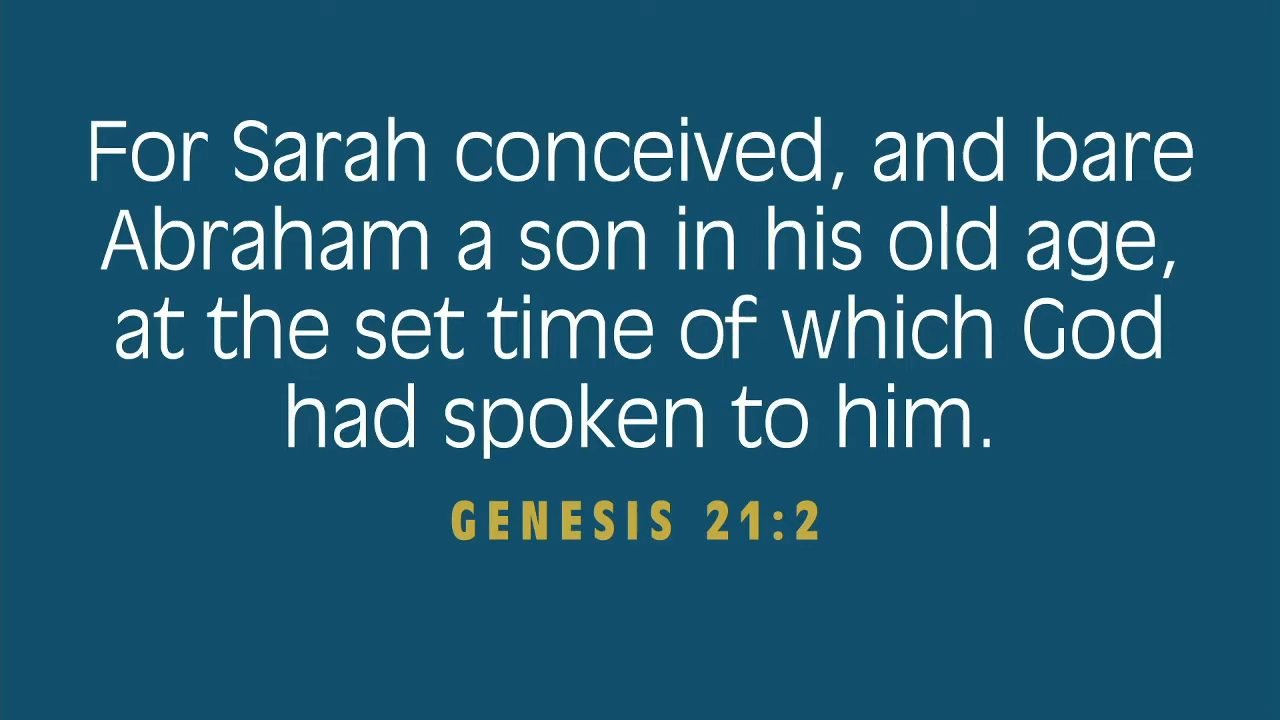 For Sarah conceived, and bare
Abraham a son in his old age,
at the set time of which God
had spoken to him.
GENESIS 21:2